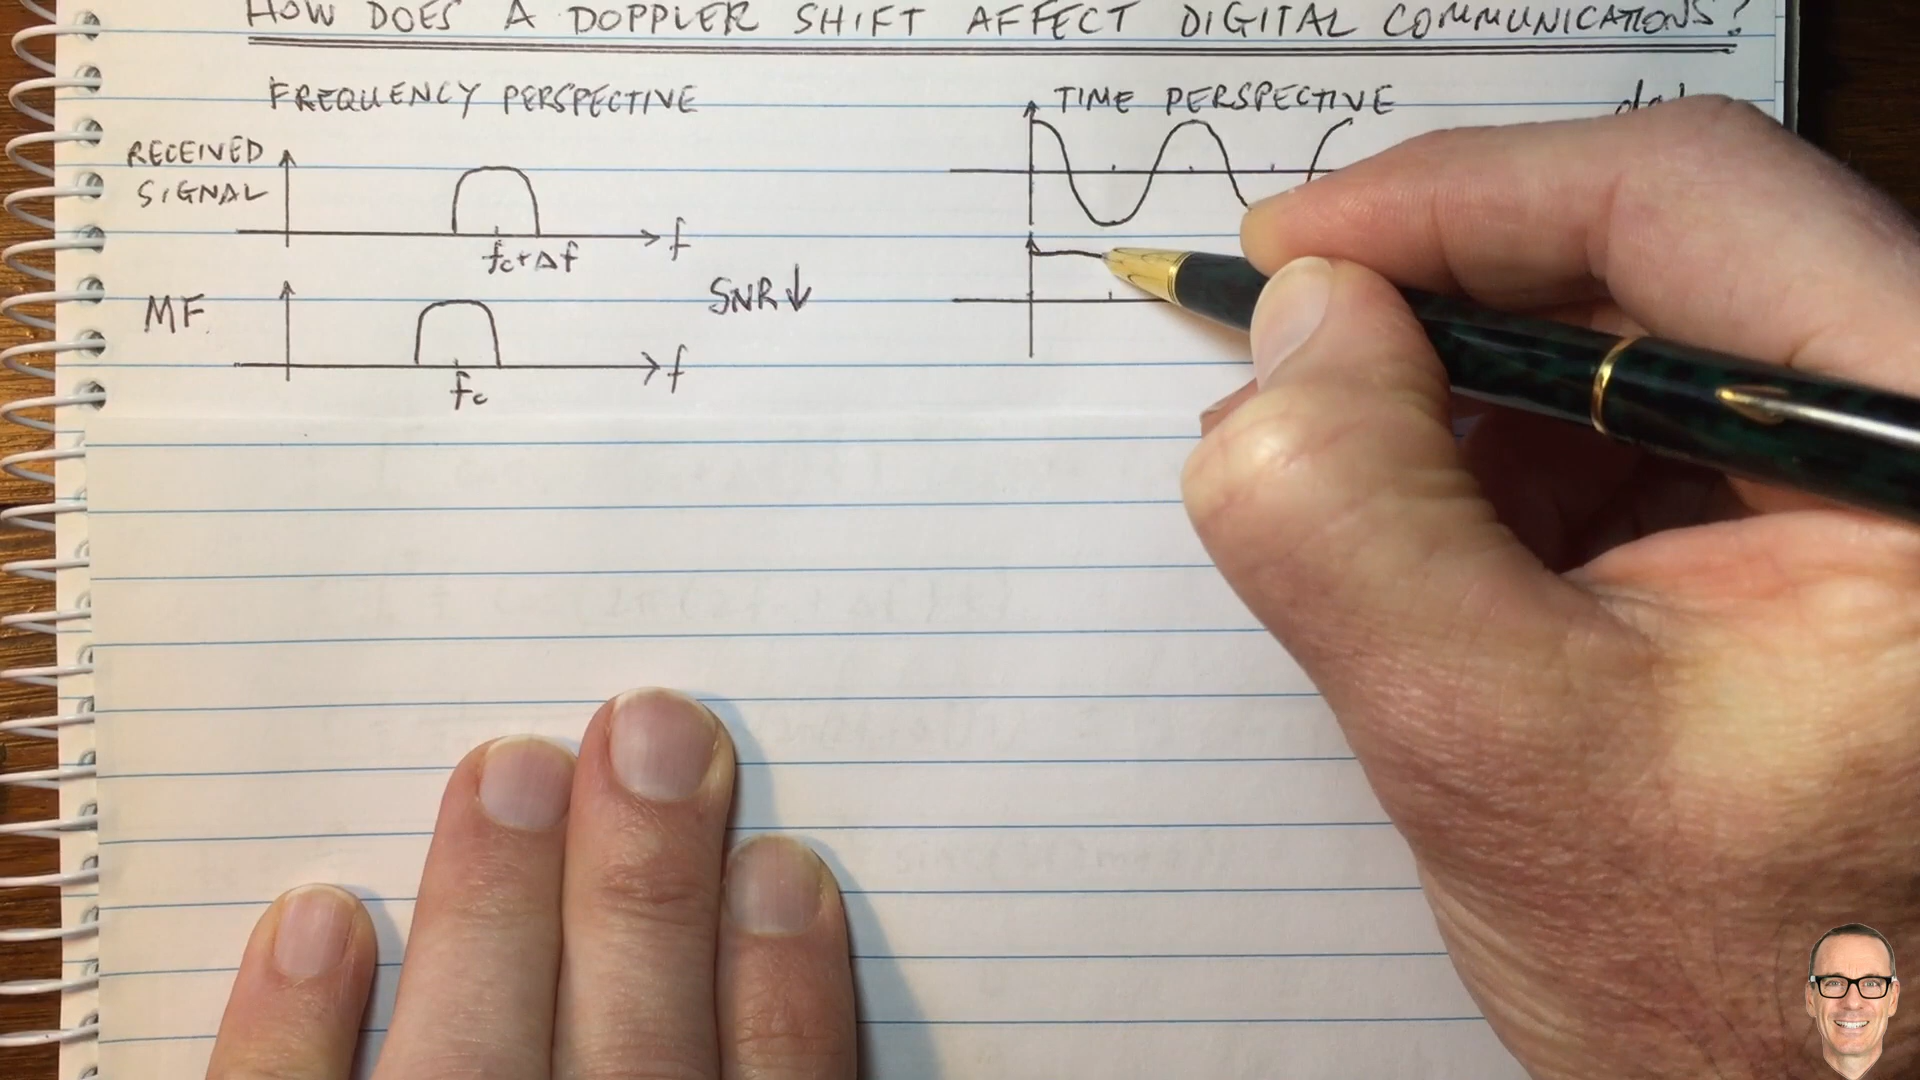 HOW DOES A DOPPLER SHIFT AFFECT DIGITAL COMMUNICATIONS?
FREQUENCY PERSPECTIVE
RECEIVED
SIGNAL
f
fc+Δf
MF
f
fc
SNR↓
TIME PERSPECTIVE